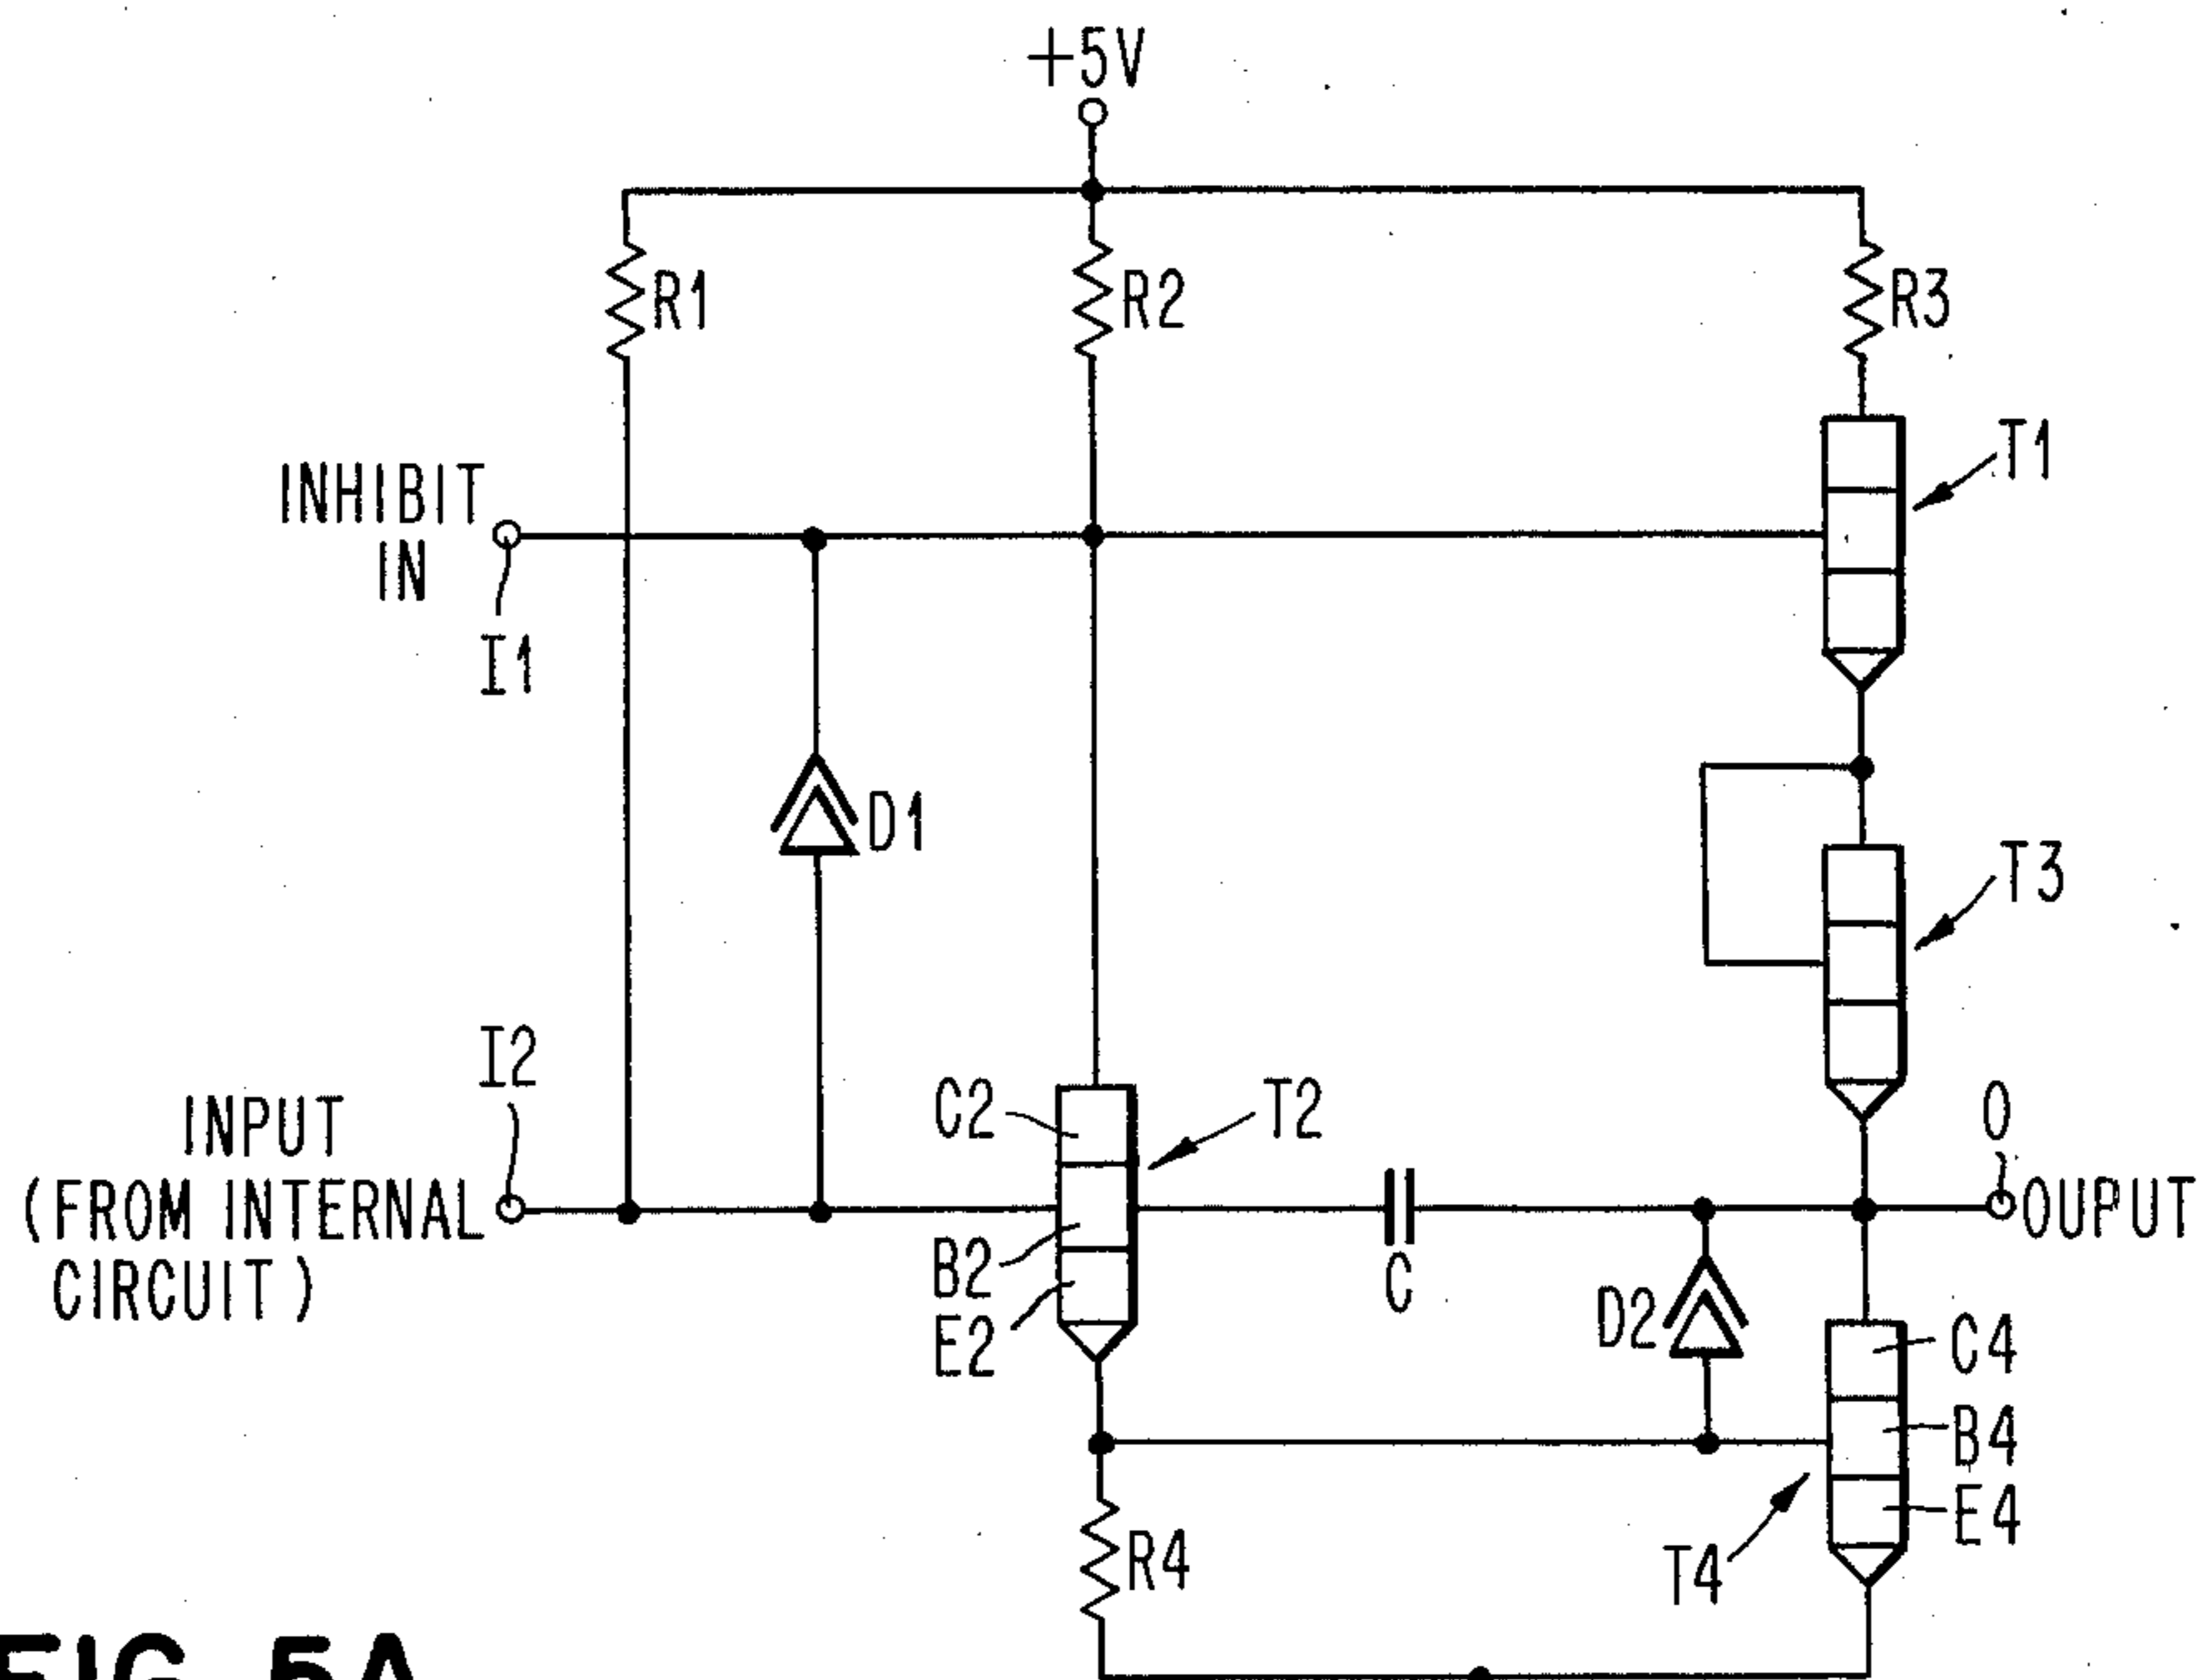 +5V
R1
R2
R3
INHIBIT
IN
I1
T1
D1
T3
I2
INPUT
(FROM INTERNAL
CIRCUIT)
C2
T2
B2
E2
C
O
OUPUT
D2
C4
B4
E4
T4
R4
FIG. 5A